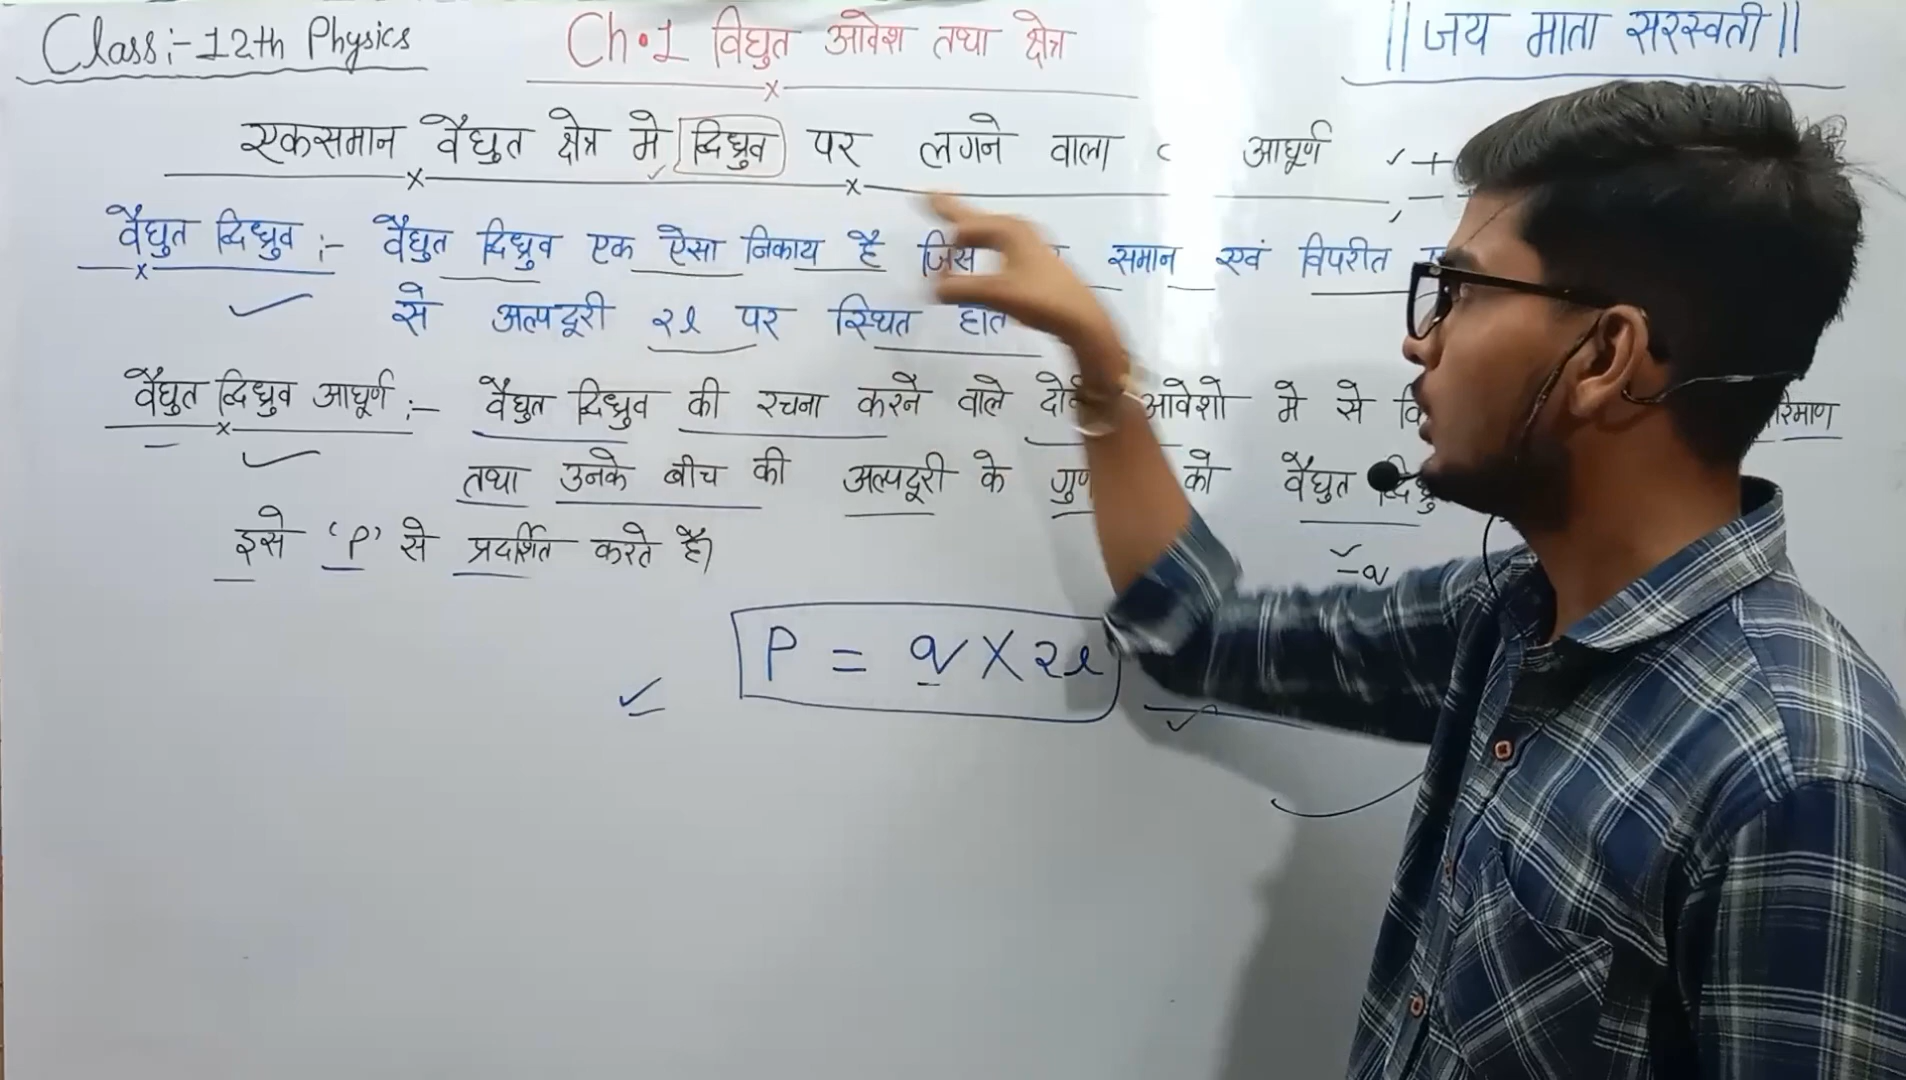 Class:- 12th Physics
Ch.1 विधुत आवेश तथा क्षेत्र
||जय माता सरस्वती||
एकसमान वैधुत क्षेत्र मे द्विध्रुव पर लगने वाला आघूर्ण
वैधुत द्विध्रुव :- वैधुत द्विध्रुव एक ऐसा निकाय है जिस समान एवं विपरीत
से अल्पदूरी 2l पर स्थित
वैधुत द्विध्रुव आघूर्ण :- वैधुत द्विध्रुव की रचना करने वाले आवेशो मे से
तथा उनके बीच की अल्पदूरी के को वैधुत
इसे 'P' से प्रदर्शित करते है।
-q
P = q X 2l